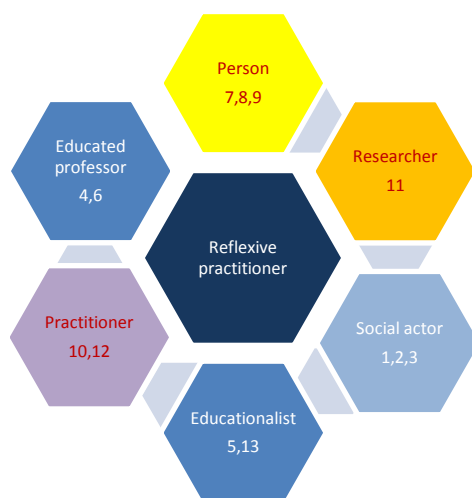 Person
7,8,9
Educated
professor
4,6
Researcher
11
Reflexive
practitioner
Practitioner
10,12
Social actor
1,2,3
Educationalist
5,13